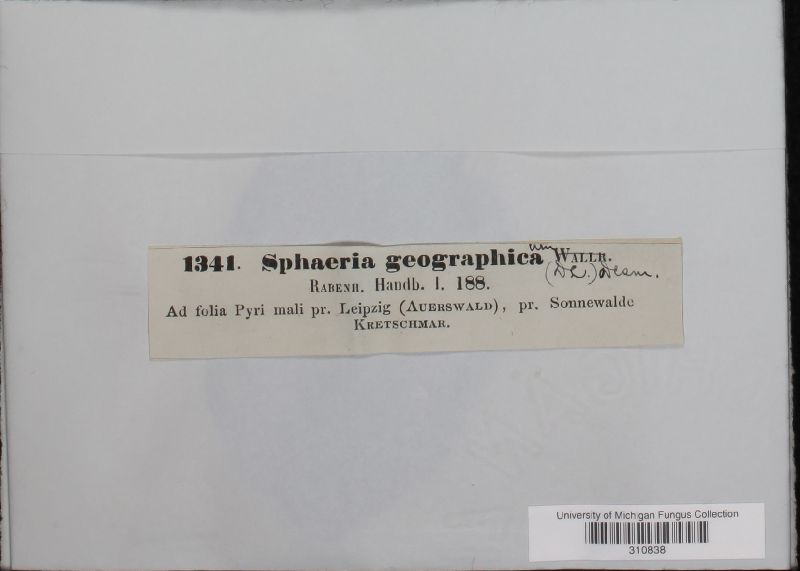 1341. Sphaeria geographica WALLR.
(DC.) Desm.
RABENH. Handb. I. 188.
Ad folia Pyri mali pr. Leipzig (AUERSWALD), pr. Sonnewalde
KRETSCHMAR.
University of Michigan Fungus Collection
310838